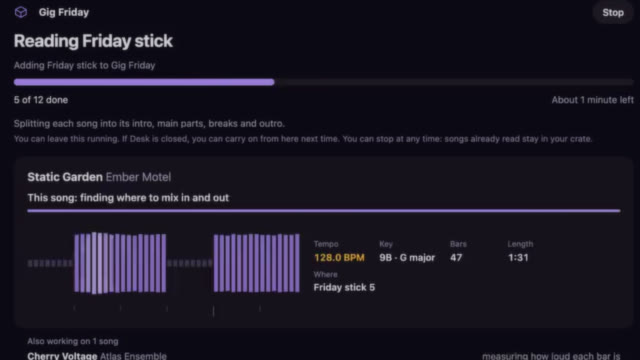 Gig Friday
Stop
Reading Friday stick
Adding Friday stick to Gig Friday
5 of 12 done
About 1 minute left
Splitting each song into its intro, main parts, breaks and outro.
You can leave this running. If Desk is closed, you can carry on from here next time. You can stop at any time: songs already read stay in your crate.
Static Garden Ember Motel
This song: finding where to mix in and out
Tempo Key Bars Length
128.0 BPM 9B · G major 47 1:31
Where
Friday stick 5
Also working on 1 song
Cherry Voltage Atlas Ensemble
measuring how loud each bar is